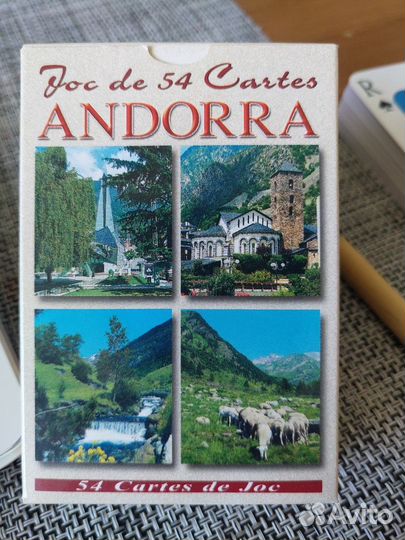 Joc de 54 Cartes
ANDORRA
54 Cartes de Joc
Avito